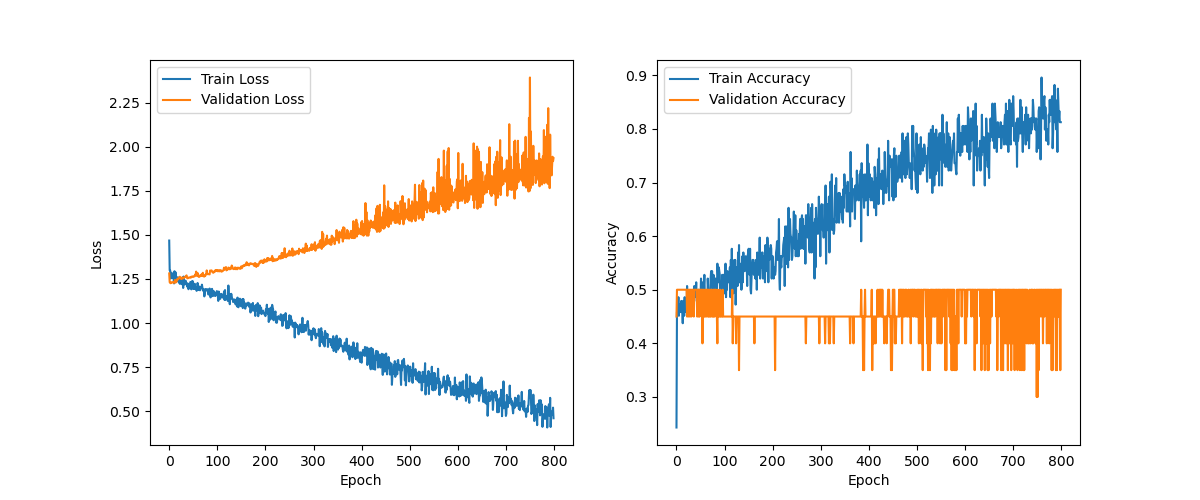 Train Loss
Validation Loss
2.25
2.00
1.75
1.50
1.25
1.00
0.75
0.50
Loss
0 100 200 300 400 500 600 700 800
Epoch
Train Accuracy
Validation Accuracy
0.9
0.8
0.7
0.6
0.5
0.4
0.3
Accuracy
0 100 200 300 400 500 600 700 800
Epoch